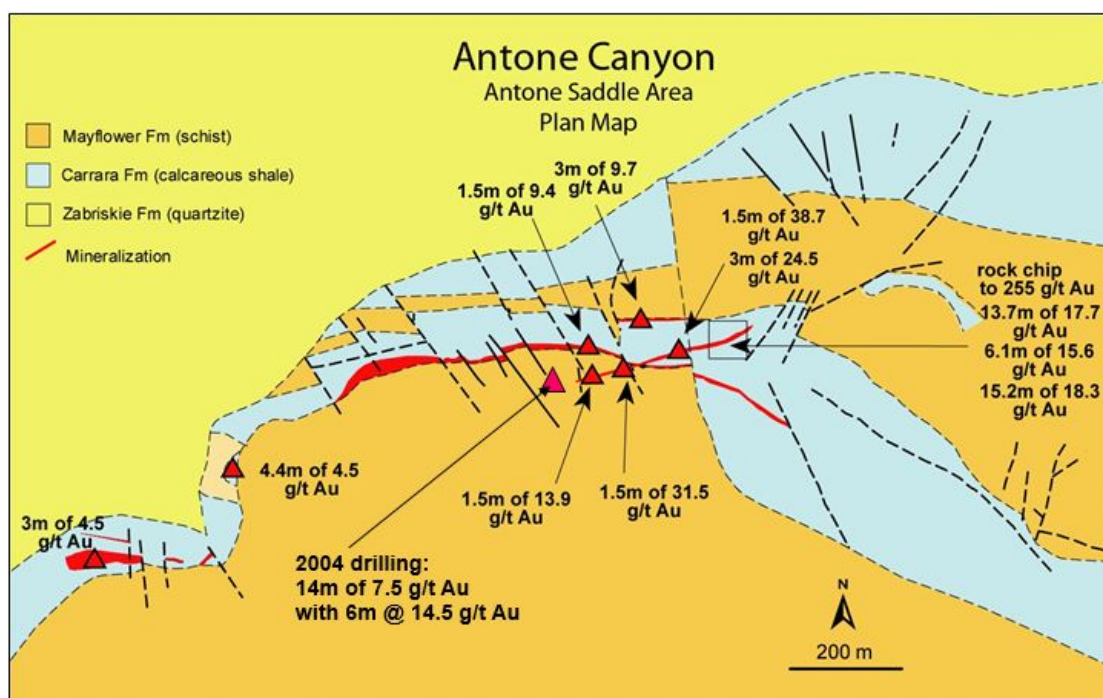 Antone Canyon
Antone Saddle Area
Plan Map
Mayflower Fm (schist)
Carrara Fm (calcareous shale)
Zabriskie Fm (quartzite)
Mineralization
3m of 9.7
g/t Au
1.5m of 9.4
g/t Au
1.5m of 38.7
g/t Au
3m of 24.5
g/t Au
rock chip
to 255 g/t Au
13.7m of 17.7
g/t Au
6.1m of 15.6
g/t Au
15.2m of 18.3
g/t Au
4.4m of 4.5
g/t Au
1.5m of 13.9
g/t Au
1.5m of 31.5
g/t Au
3m of 4.5
g/t Au
2004 drilling:
14m of 7.5 g/t Au
with 6m @ 14.5 g/t Au
N
200 m